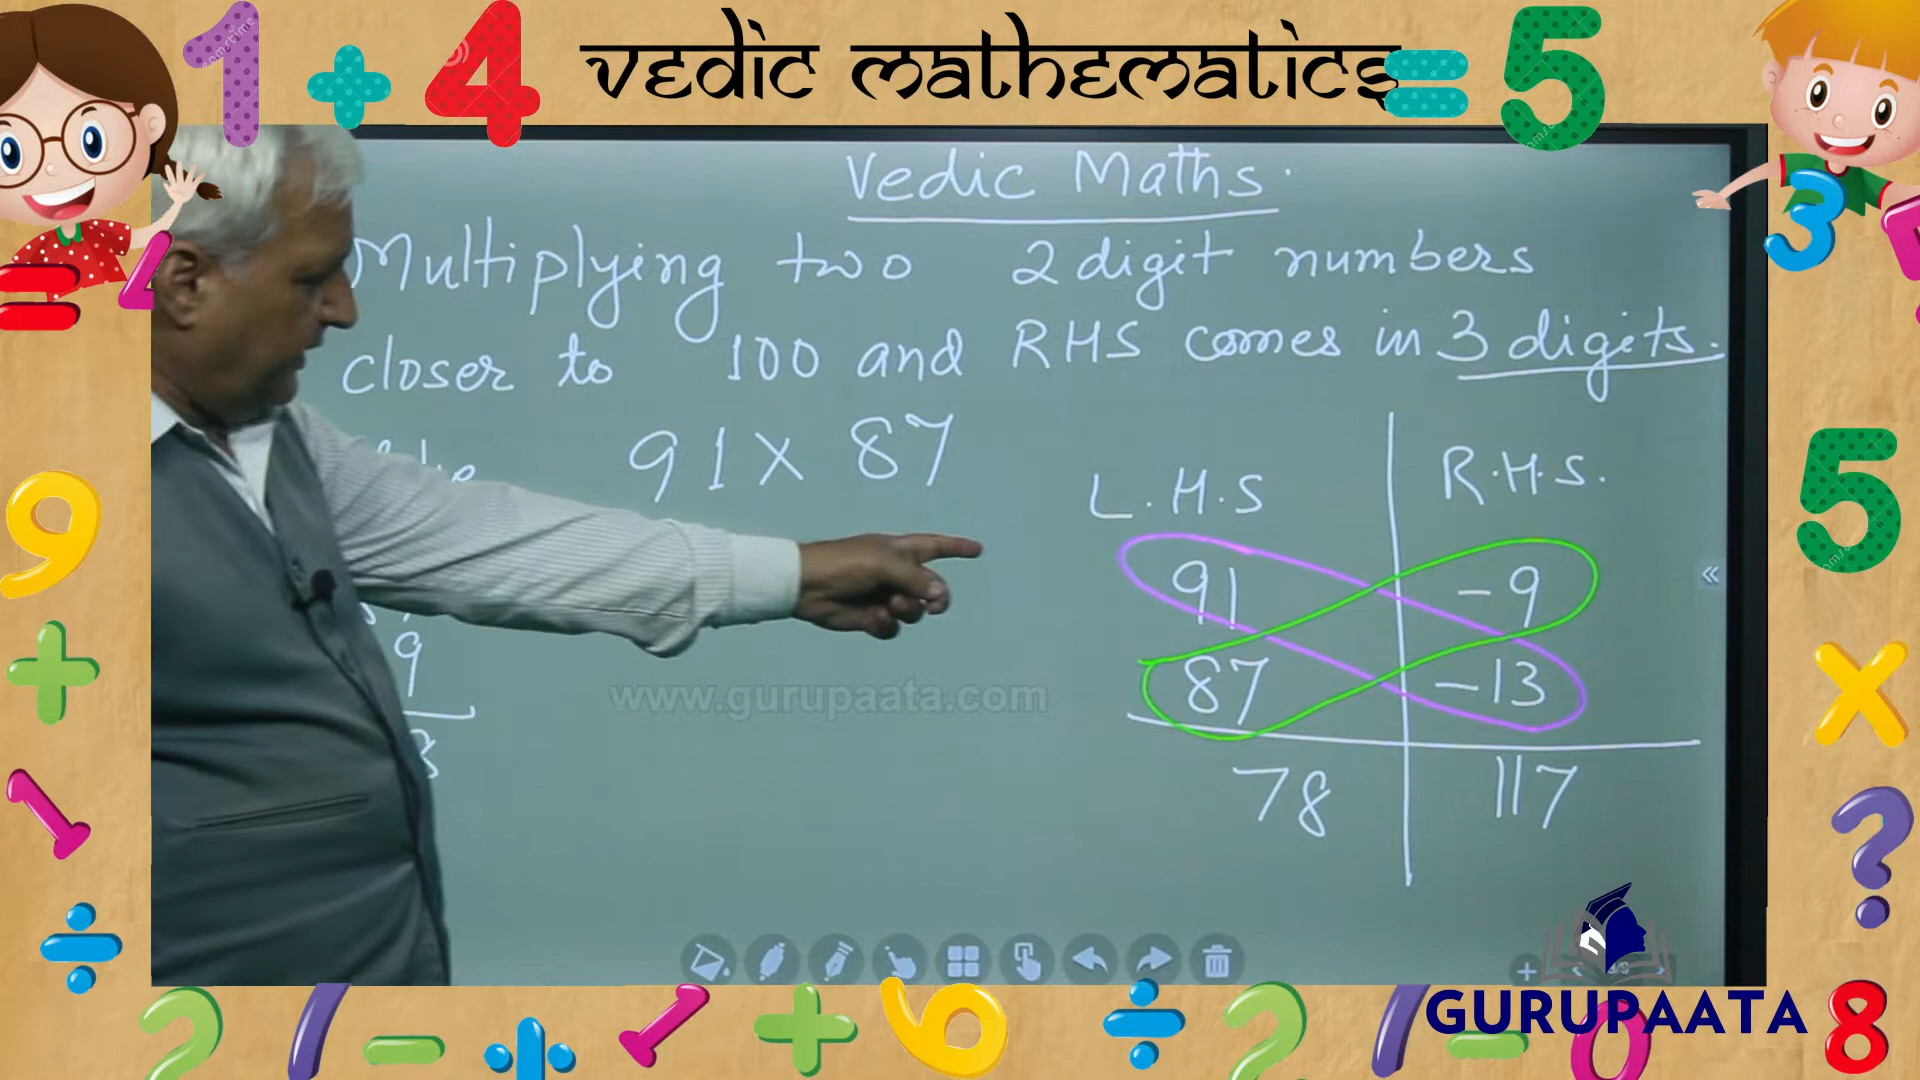 1 + 4 vedic mathematics = 5
Vedic Maths.
Multiplying two 2 digit numbers
closer to 100 and RHS comes in 3 digits.
91 x 87
L.H.S R.H.S.
91 -9
87 -13
78 117
9
www.gurupaata.com
GURUPAATA